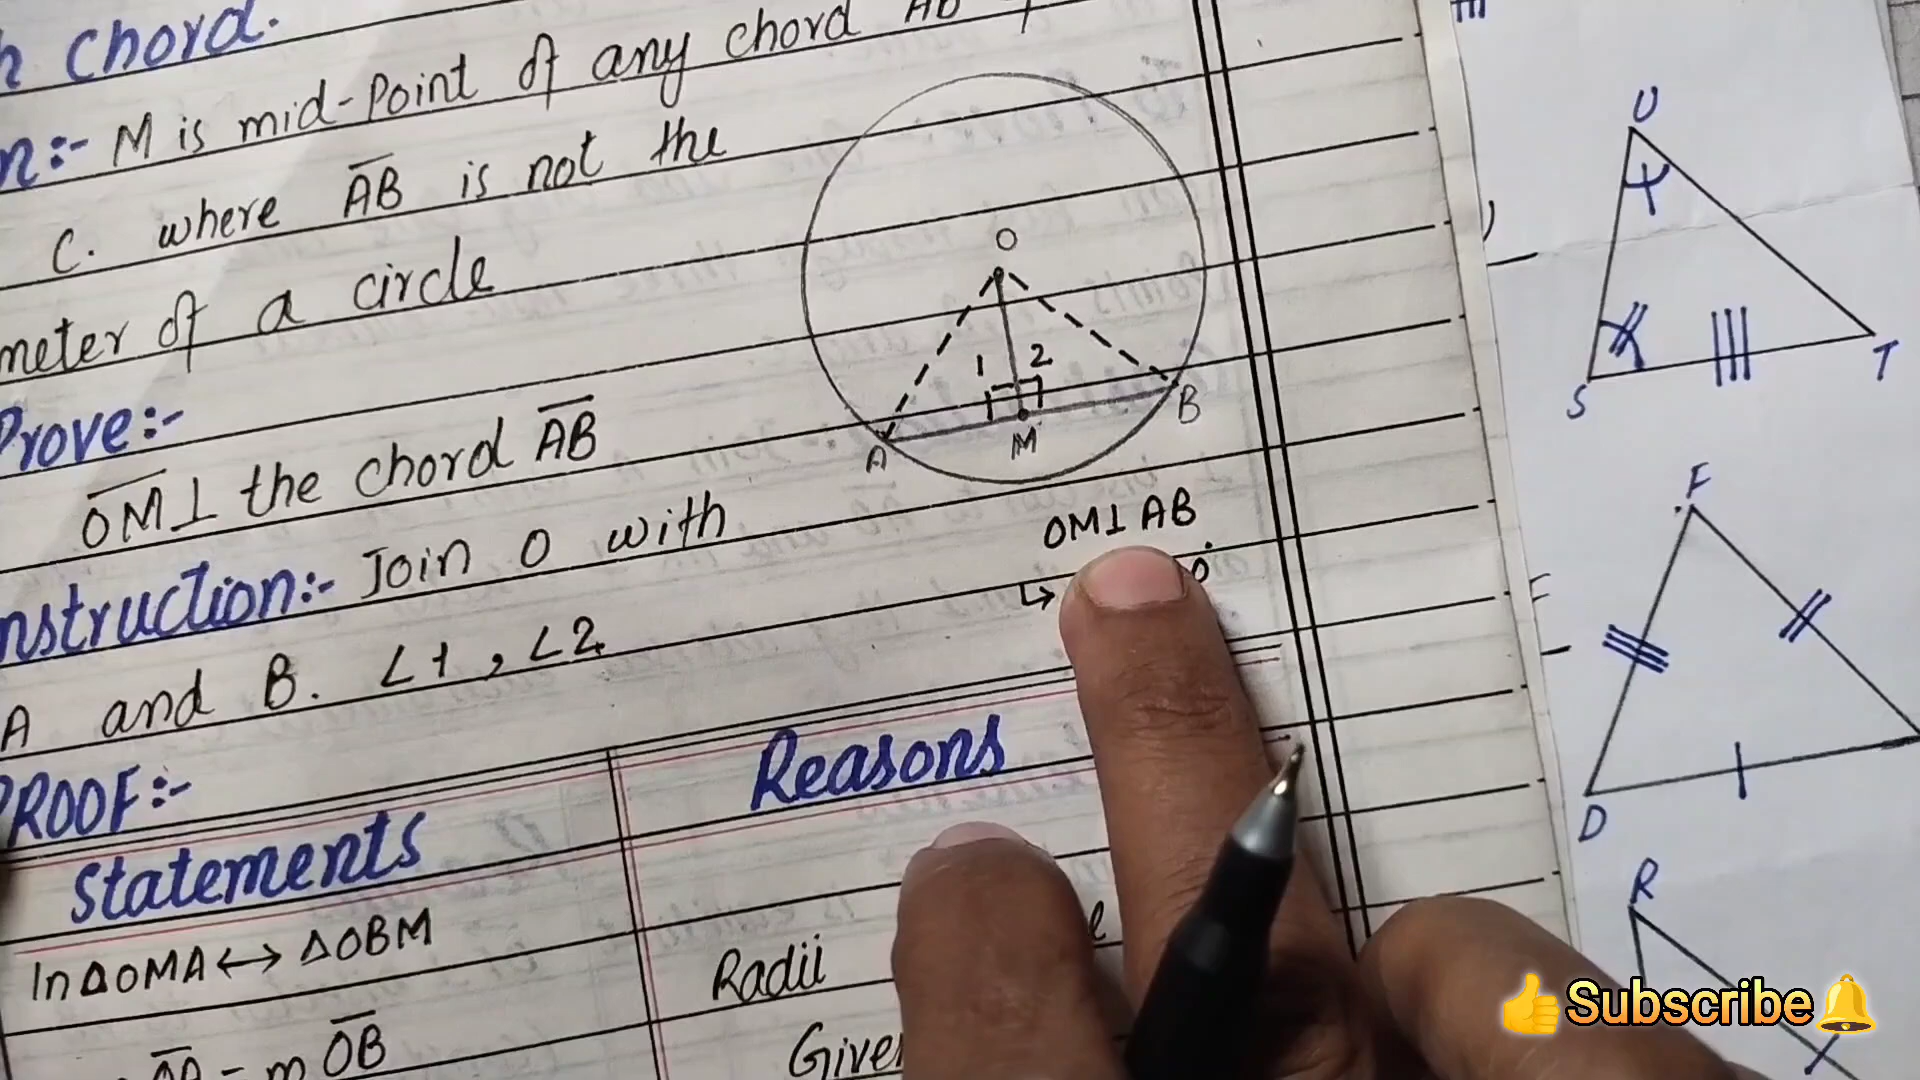 chord.
M is mid-Point of any chord AB
C. where AB is not the
meter of a circle
Prove:-
OM⊥ the chord AB
nstruction:- Join O with
A and B. ∠1, ∠2
O
1 2
A M B
OM⊥AB
PROOF:-
Statements Reasons
In ΔOMA↔ΔOBM
Radii
m OB
U
S T
F
D
R
👍Subscribe🔔